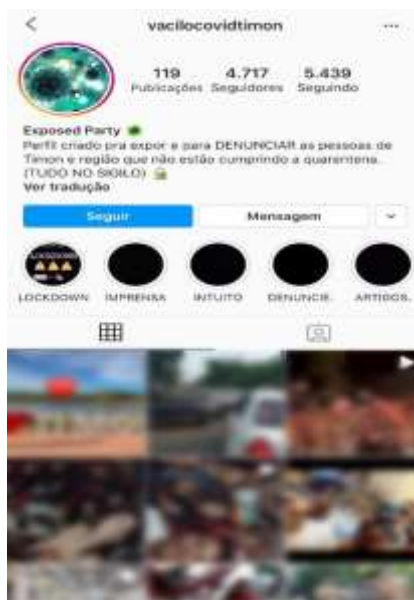 vacilocovidtimon
119 4.717 5.439
Publicações Seguidores Seguindo
Exposed Party
Perfil criado pra expor e para DENUNCIAR as pessoas de
Timon e região que não estão cumprindo a quarentena.
(TUDO NO SIGILO)
Ver tradução
Seguir Mensagem
LOCKDOWN IMPRENSA INTUITO DENUNCIE. ARTIGOS.